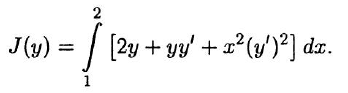 J(y) = ∫₁² [2y + yy′ + x²(y′)²] dx.